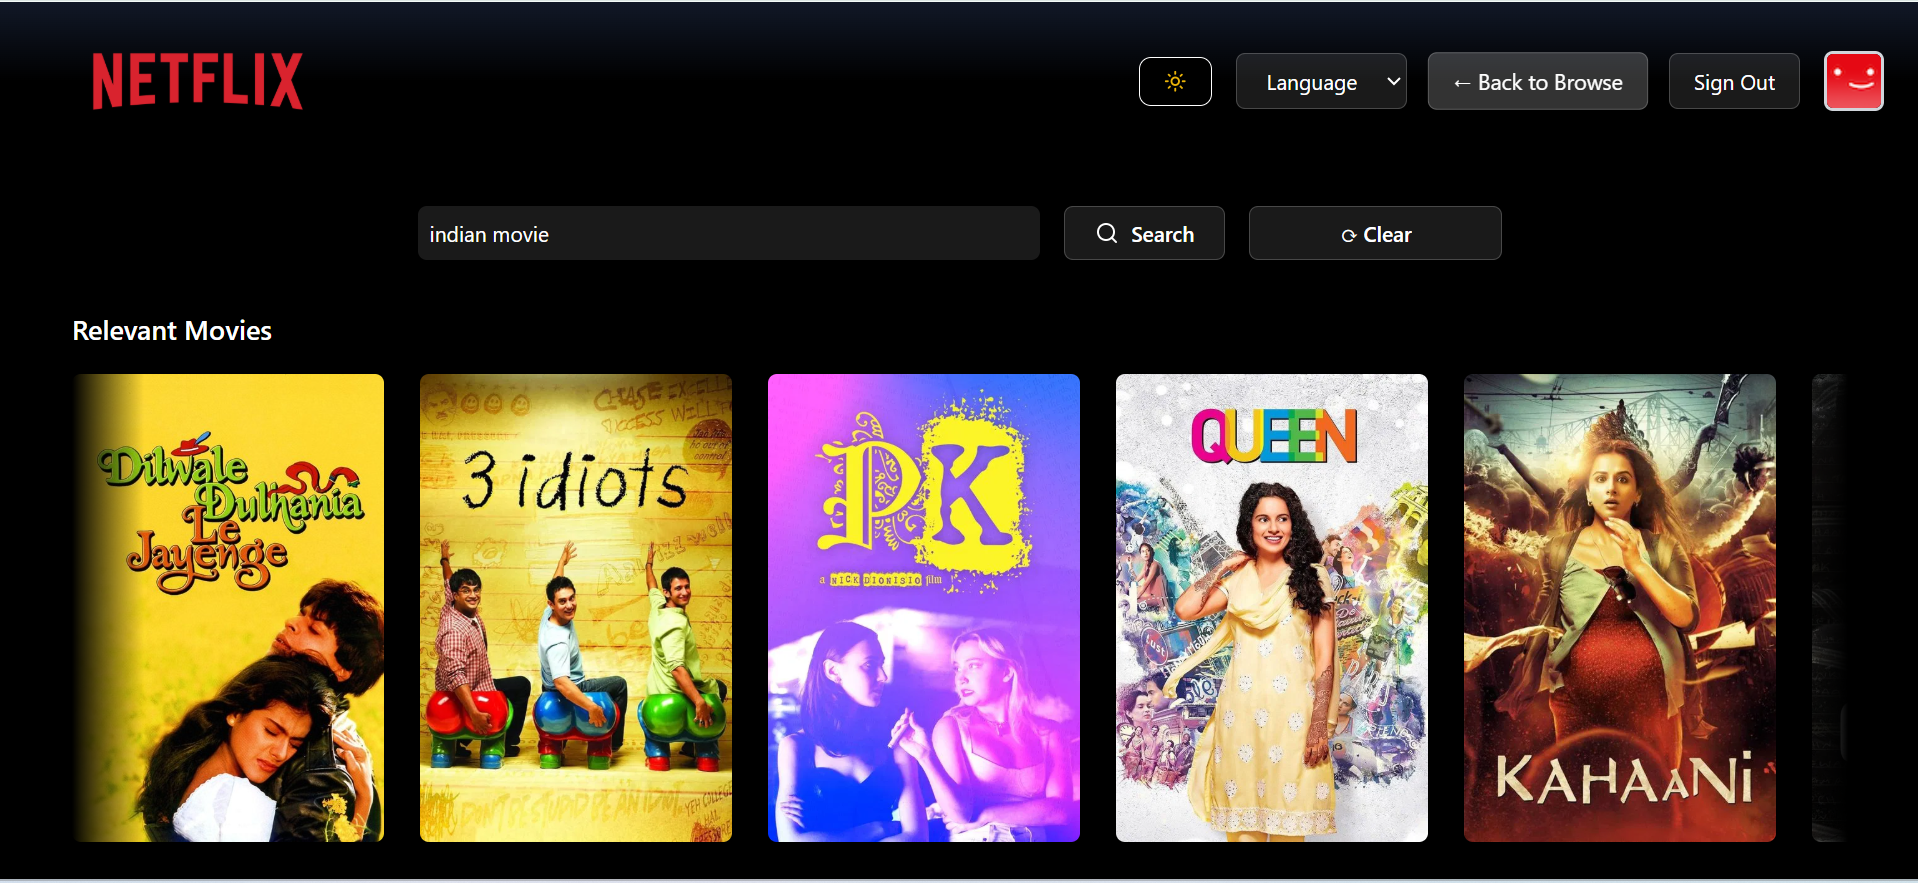 NETFLIX
Language
← Back to Browse
Sign Out
indian movie
Search
⟳ Clear
Relevant Movies
Dilwale
Dulhania
Le
Jayenge
3 idiots
PK
a NICK DIONISIO film
QUEEN
KAHAANi